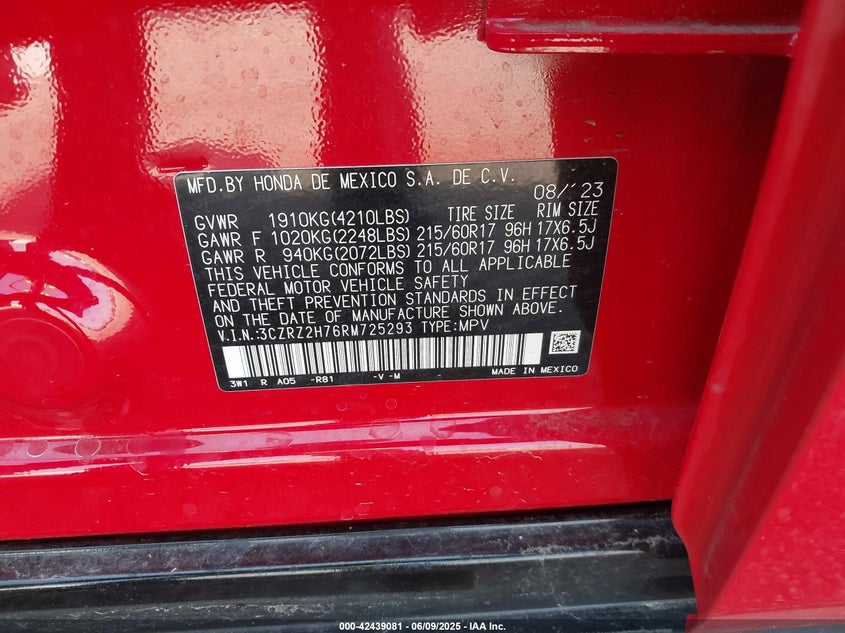 MFD.BY HONDA DE MEXICO S.A. DE C.V. 08/'23
GVWR 1910KG(4210LBS) TIRE SIZE RIM SIZE
GAWR F 1020KG(2248LBS) 215/60R17 96H 17X6.5J
GAWR R 940KG(2072LBS) 215/60R17 96H 17X6.5J
THIS VEHICLE CONFORMS TO ALL APPLICABLE
FEDERAL MOTOR VEHICLE SAFETY
AND THEFT PREVENTION STANDARDS IN EFFECT
ON THE DATE OF MANUFACTURE SHOWN ABOVE.
V.I.N.:3CZRZ2H76RM725293 TYPE:MPV
3W1 R A05 -R81 -V-M MADE IN MEXICO
000-42439081 - 06/09/2025 - IAA Inc.